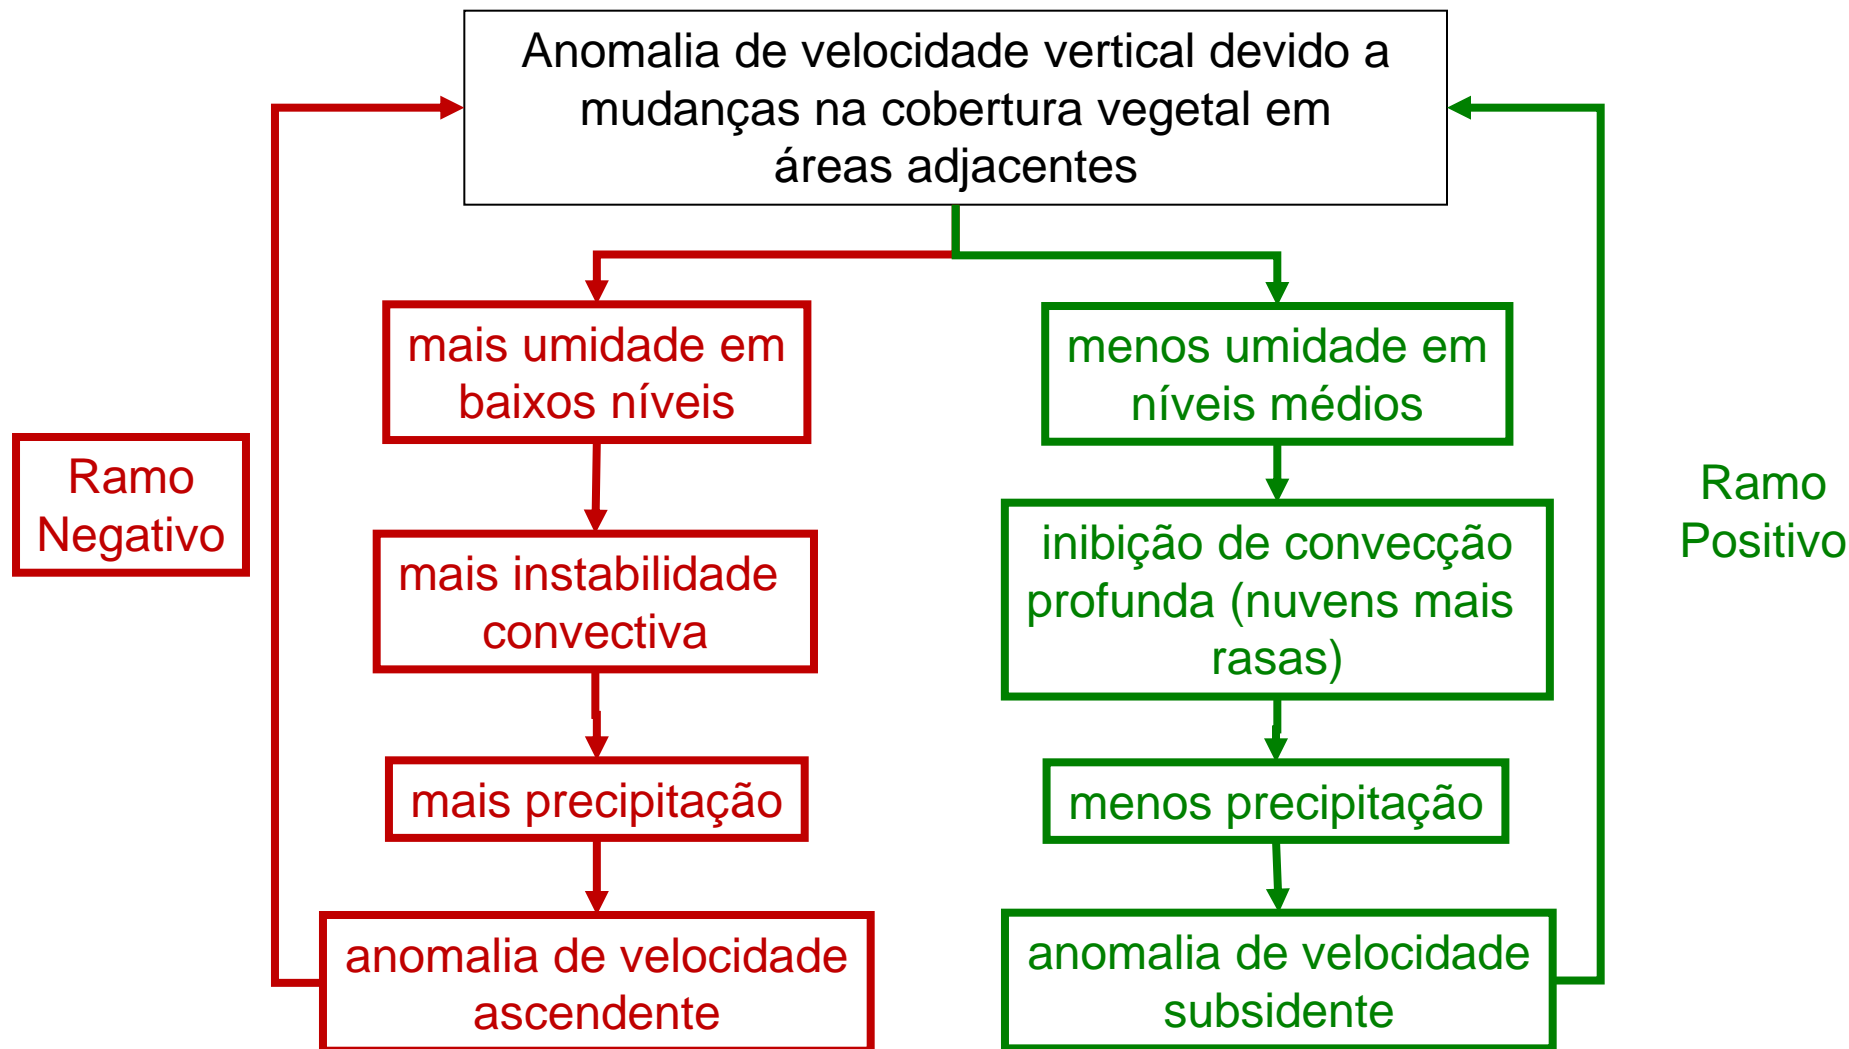 Anomalia de velocidade vertical devido a
mudanças na cobertura vegetal em
áreas adjacentes
mais umidade em
baixos níveis
menos umidade em
níveis médios
Ramo
Negativo
Ramo
Positivo
mais instabilidade
convectiva
inibição de convecção
profunda (nuvens mais
rasas)
mais precipitação
menos precipitação
anomalia de velocidade
ascendente
anomalia de velocidade
subsidente